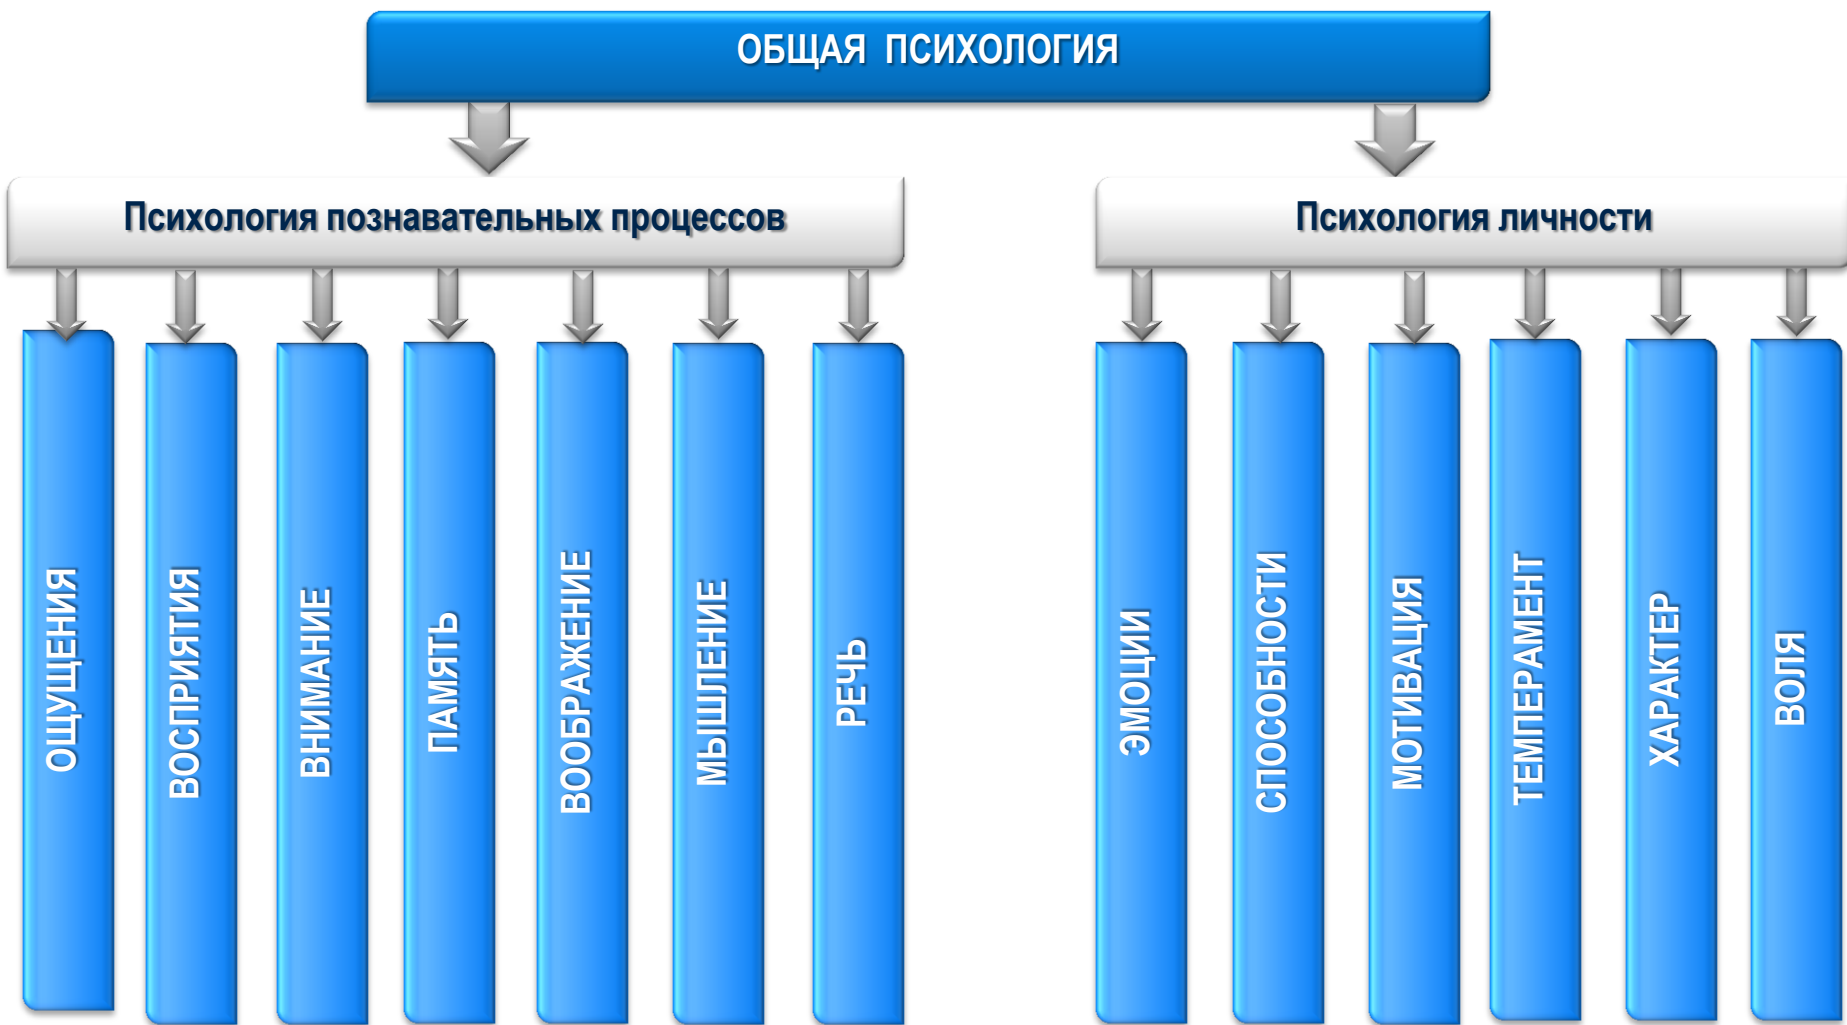 ОБЩАЯ ПСИХОЛОГИЯ
Психология познавательных процессов
Психология личности
ОЩУЩЕНИЯ
ВОСПРИЯТИЯ
ВНИМАНИЕ
ПАМЯТЬ
ВООБРАЖЕНИЕ
МЫШЛЕНИЕ
РЕЧЬ
ЭМОЦИИ
СПОСОБНОСТИ
МОТИВАЦИЯ
ТЕМПЕРАМЕНТ
ХАРАКТЕР
ВОЛЯ